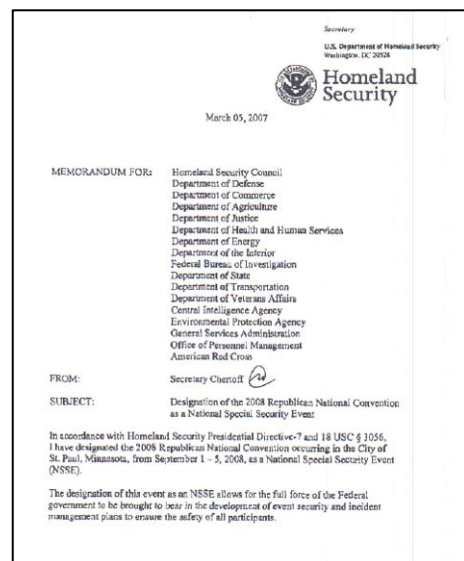 Secretary
U.S. Department of Homeland Security
Washington, DC 20528
Homeland
Security
March 05, 2007
MEMORANDUM FOR: Homeland Security Council
Department of Defense
Department of Commerce
Department of Agriculture
Department of Justice
Department of Health and Human Services
Department of Energy
Department of the Interior
Federal Bureau of Investigation
Department of State
Department of Transportation
Department of Veterans Affairs
Central Intelligence Agency
Environmental Protection Agency
General Services Administration
Office of Personnel Management
American Red Cross
FROM: Secretary Chertoff
SUBJECT: Designation of the 2008 Republican National Convention
as a National Special Security Event
In accordance with Homeland Security Presidential Directive-7 and 18 USC § 3056,
I have designated the 2008 Republican National Convention occurring in the City of
St. Paul, Minnesota, from September 1 – 5, 2008, as a National Special Security Event
(NSSE).
The designation of this event as an NSSE allows for the full force of the Federal
government to be brought to bear in the development of event security and incident
management plans to ensure the safety of all participants.